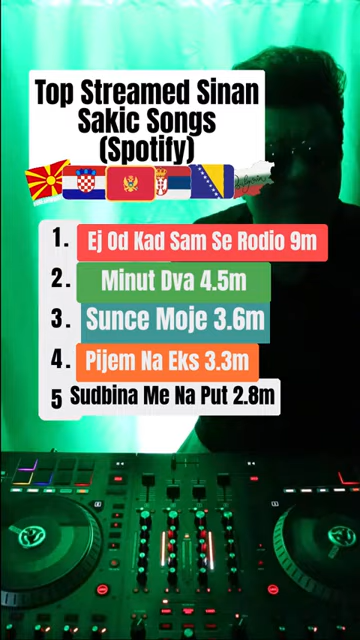 Top Streamed Sinan
Sakic Songs
(Spotify)
1. Ej Od Kad Sam Se Rodio 9m
2. Minut Dva 4.5m
3. Sunce Moje 3.6m
4. Pijem Na Eks 3.3m
5 Sudbina Me Na Put 2.8m